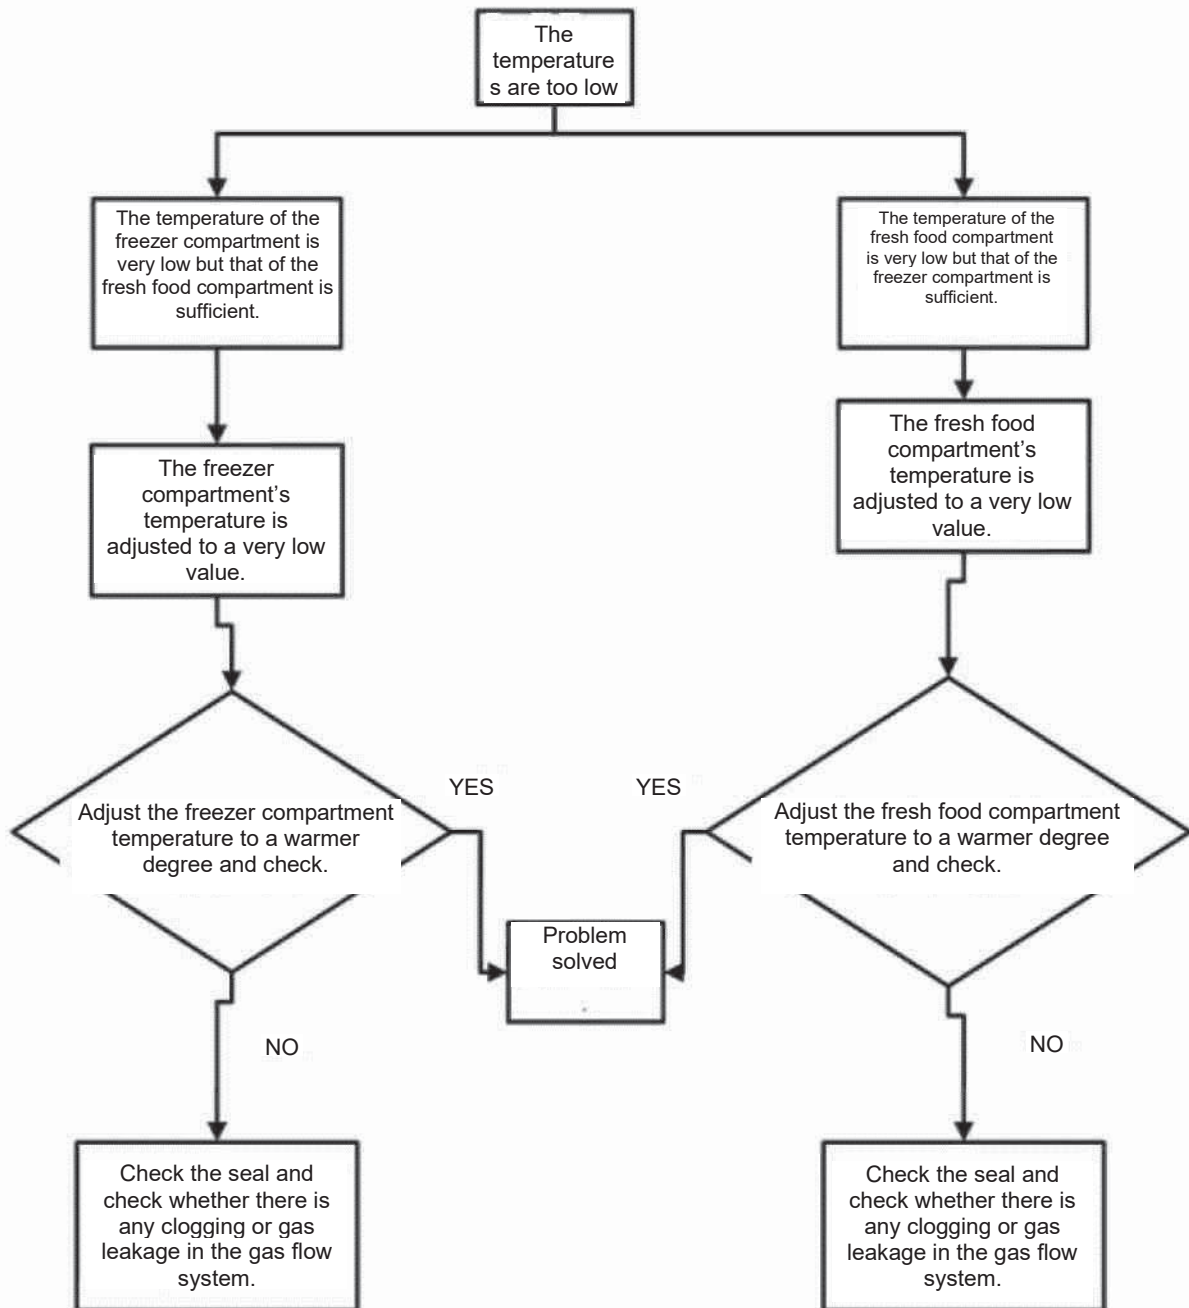 The
temperature
s are too low
The temperature of the
freezer compartment is
very low but that of the
fresh food compartment is
sufficient.
The temperature of the
fresh food compartment
is very low but that of the
freezer compartment is
sufficient.
The freezer
compartment’s
temperature is
adjusted to a very low
value.
The fresh food
compartment’s
temperature is
adjusted to a very low
value.
YES
YES
Adjust the freezer compartment
temperature to a warmer
degree and check.
Adjust the fresh food compartment
temperature to a warmer degree
and check.
Problem
solved
.
NO
NO
Check the seal and
check whether there is
any clogging or gas
leakage in the gas flow
system.
Check the seal and
check whether there is
any clogging or gas
leakage in the gas flow
system.